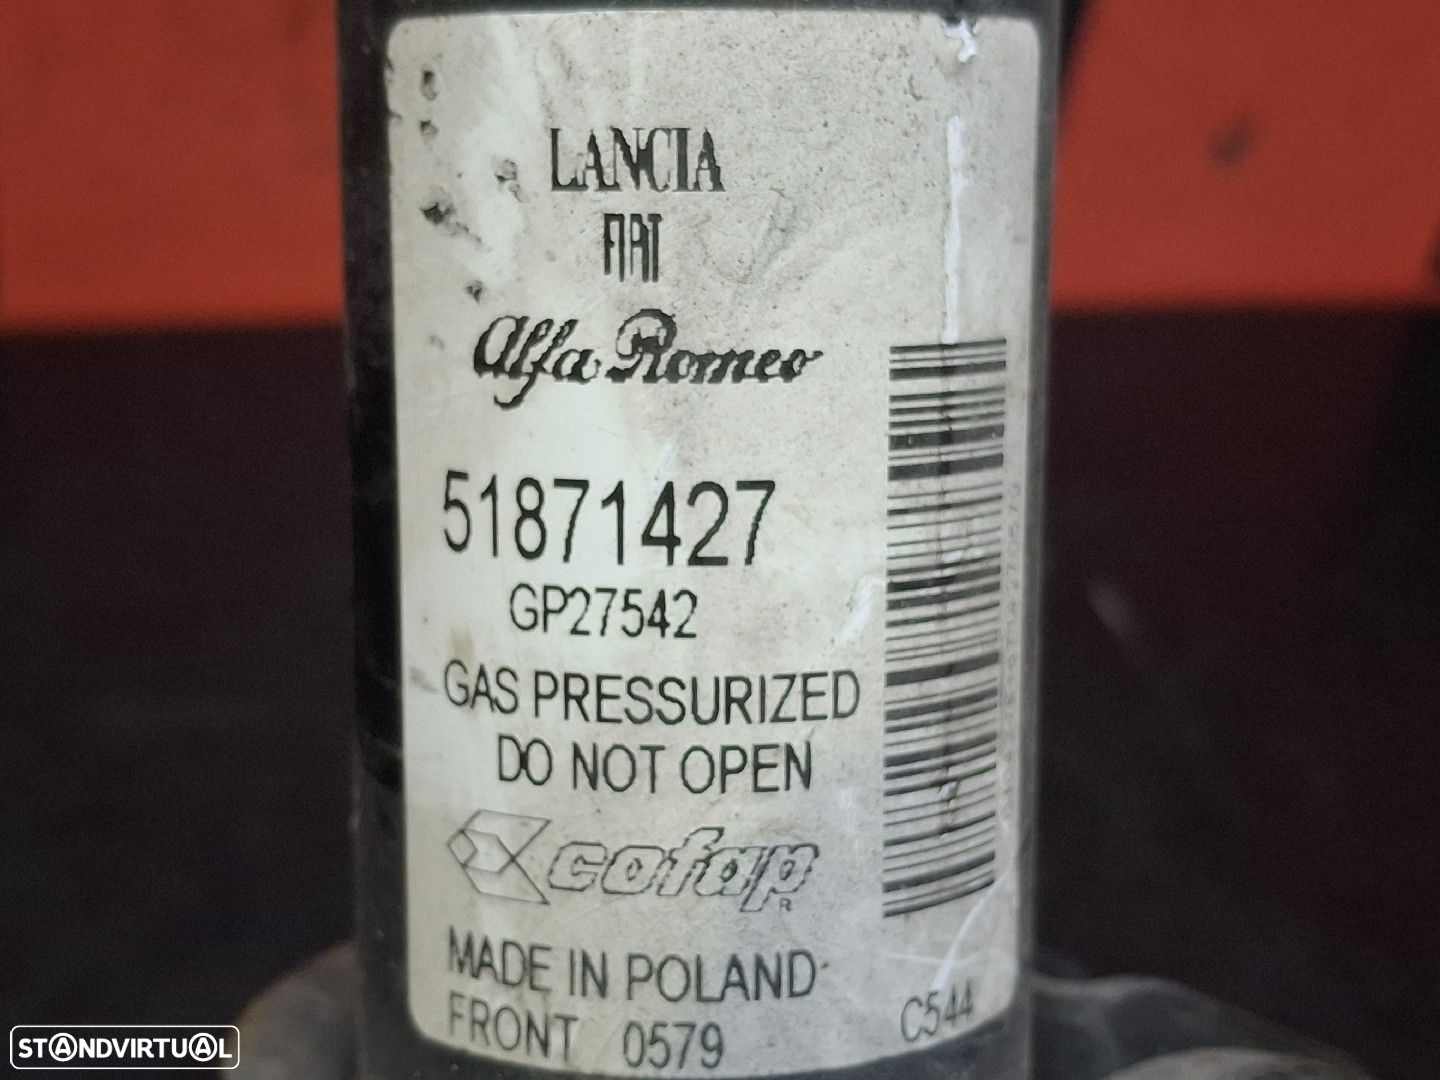 LANCIA
FIAT
Alfa Romeo
51871427
GP27542
GAS PRESSURIZED
DO NOT OPEN
cofap
R
MADE IN POLAND
FRONT 0579
C544
STANDVIRTUAL